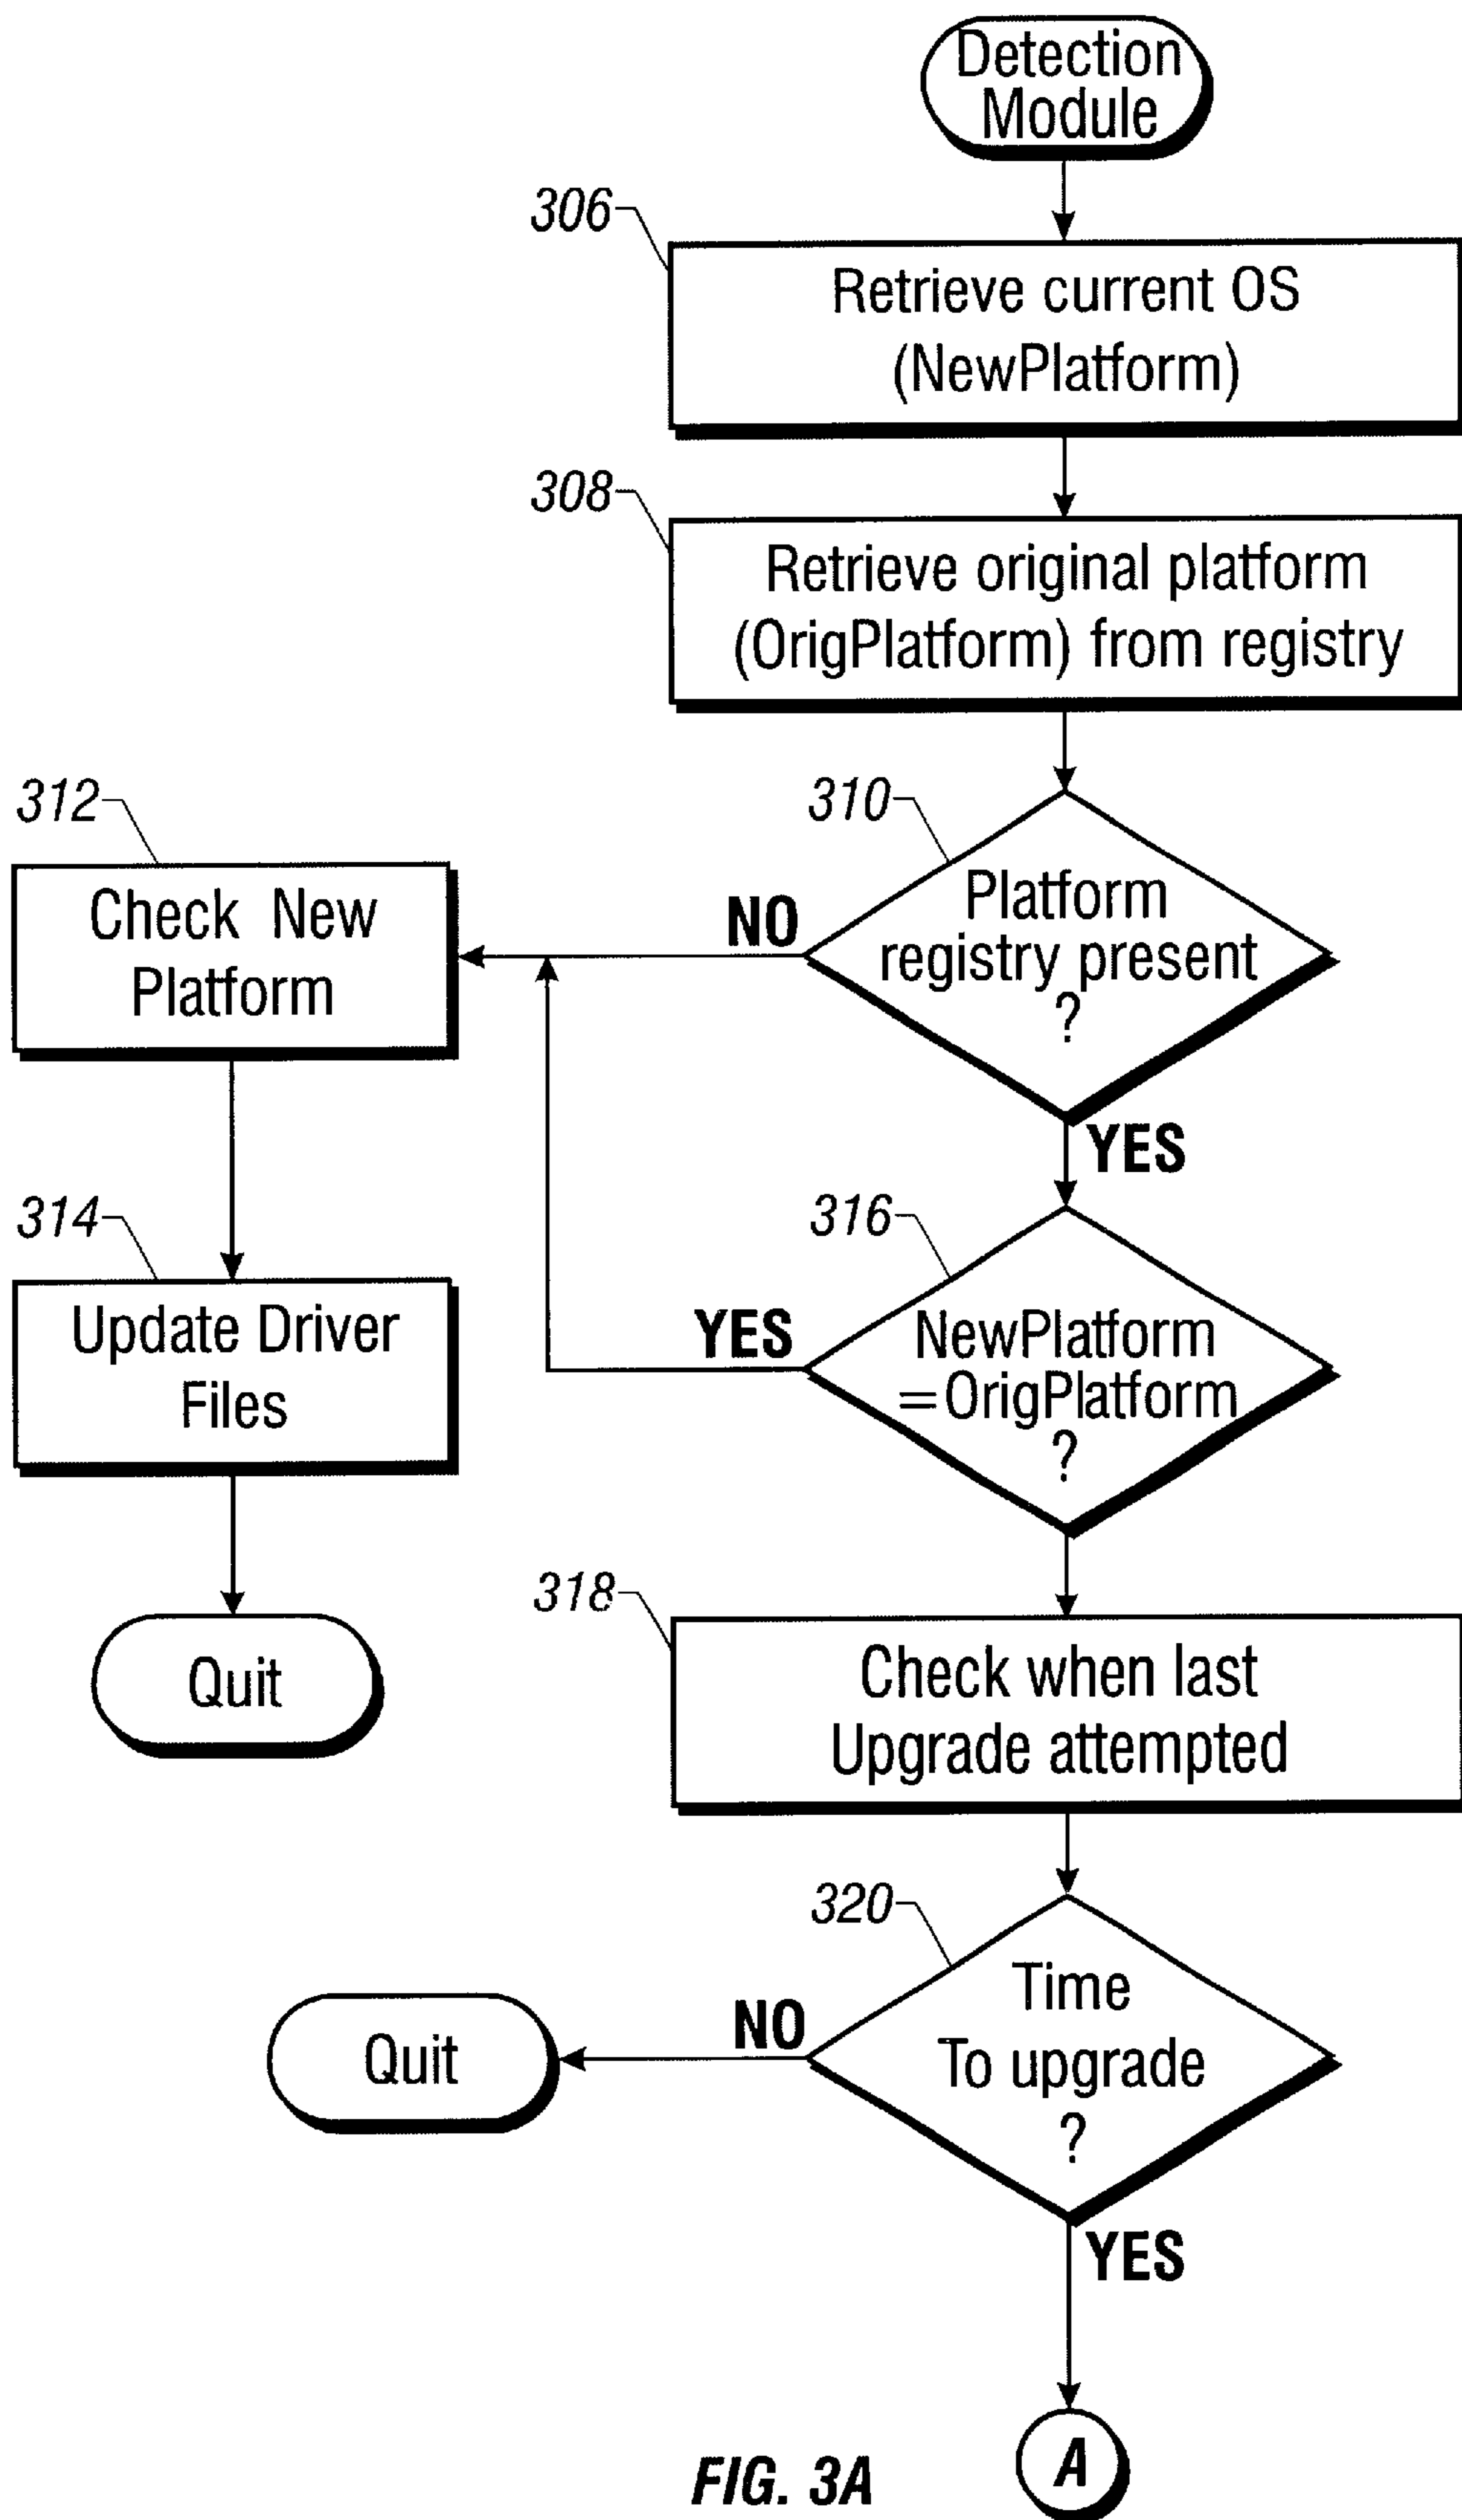 Detection
Module
306
Retrieve current OS
(NewPlatform)
308
Retrieve original platform
(OrigPlatform) from registry
312
310
Check New
Platform
NO
Platform
registry present
?
YES
314
316
Update Driver
Files
YES
NewPlatform
=OrigPlatform
?
318
Quit
Check when last
Upgrade attempted
320
Quit
NO
Time
To upgrade
?
YES
A
FIG. 3A